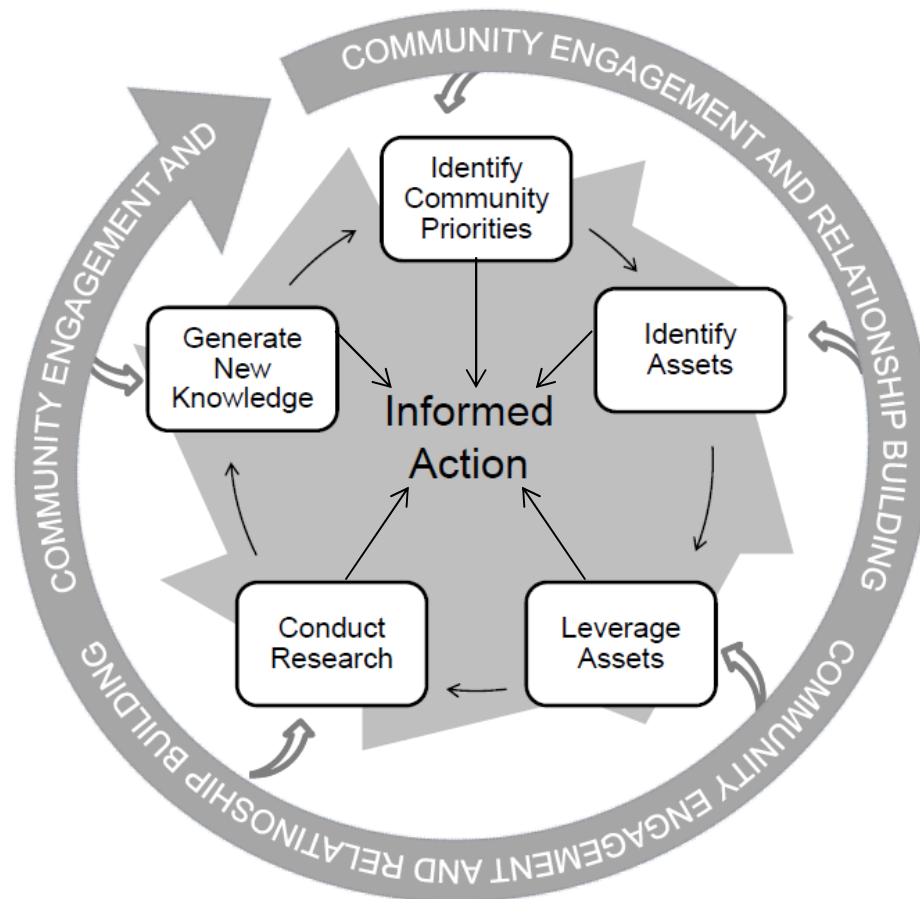 COMMUNITY ENGAGEMENT AND RELATIONSHIP BUILDING
COMMUNITY ENGAGEMENT AND RELATINOSHIP BUILDING
COMMUNITY ENGAGEMENT AND
Identify
Community
Priorities
Identify
Assets
Leverage
Assets
Conduct
Research
Generate
New
Knowledge
Informed
Action